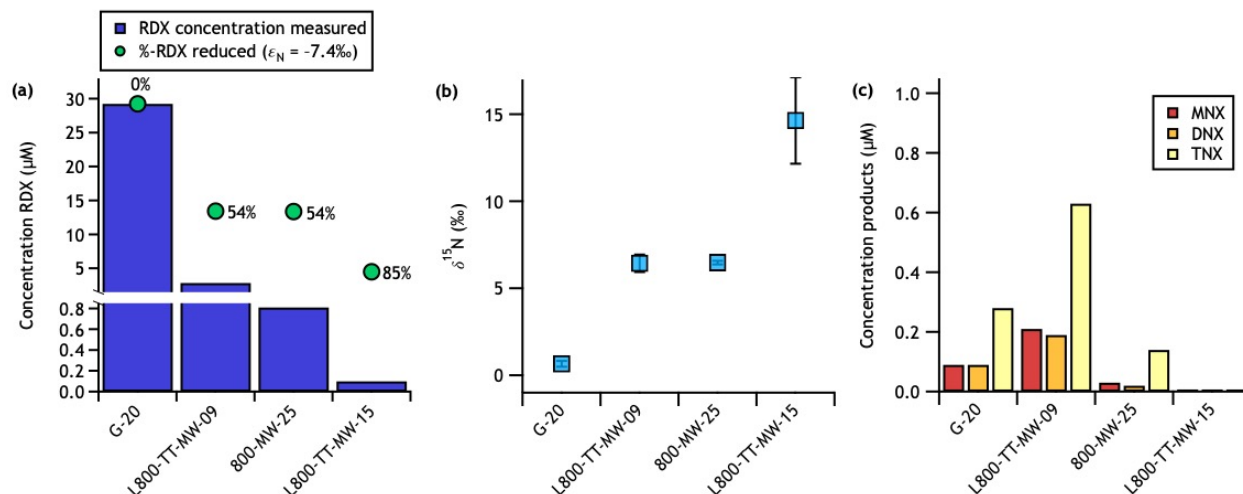 RDX concentration measured
%-RDX reduced (εN = -7.4‰)
(a)
Concentration RDX (µM)
30
25
20
15
10
5
0.8
0.6
0.4
0.2
0.0
0%
54%
54%
85%
G-20
L800-TT-MW-09
800-MW-25
L800-TT-MW-15
(b)
δ15N (‰)
15
10
5
0
G-20
L800-TT-MW-09
800-MW-25
L800-TT-MW-15
(c)
Concentration products (µM)
1.0
0.8
0.6
0.4
0.2
0.0
MNX
DNX
TNX
G-20
L800-TT-MW-09
800-MW-25
L800-TT-MW-15